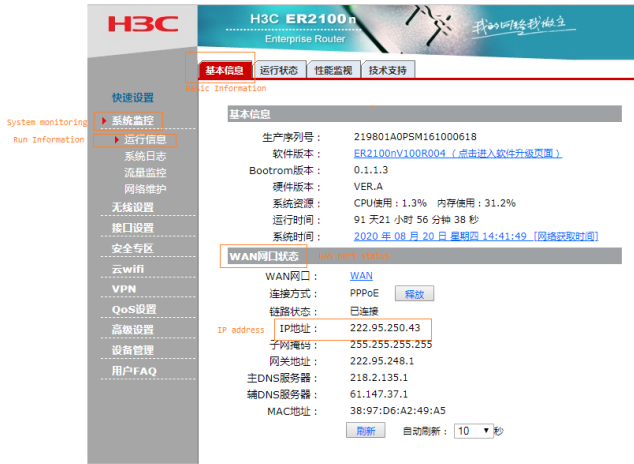 H3C
H3C ER2100n
Enterprise Router
我的网络我做主
基本信息 运行状态 性能监视 技术支持
Basic Information
快速设置
System monitoring
系统监控
Run Information
运行信息
系统日志
流量监控
网络维护
无线设置
接口设置
安全专区
云wifi
VPN
QoS设置
高级设置
设备管理
用户FAQ
基本信息
生产序列号： 219801A0PSM161000618
软件版本： ER2100nV100R004 （点击进入软件升级页面）
Bootrom版本： 0.1.1.3
硬件版本： VER.A
系统资源： CPU使用：1.3% 内存使用：31.2%
运行时间： 91 天21 小时 56 分钟 38 秒
系统时间： 2020 年 08 月 20 日 星期四 14:41:49 [网络获取时间]
WAN网口状态 WAN port status
WAN网口： WAN
连接方式： PPPoE 释放
链路状态： 已连接
IP address IP地址： 222.95.250.43
子网掩码： 255.255.255.255
网关地址： 222.95.248.1
主DNS服务器： 218.2.135.1
辅DNS服务器： 61.147.37.1
MAC地址： 38:97:D6:A2:49:A5
刷新 自动刷新： 10 秒